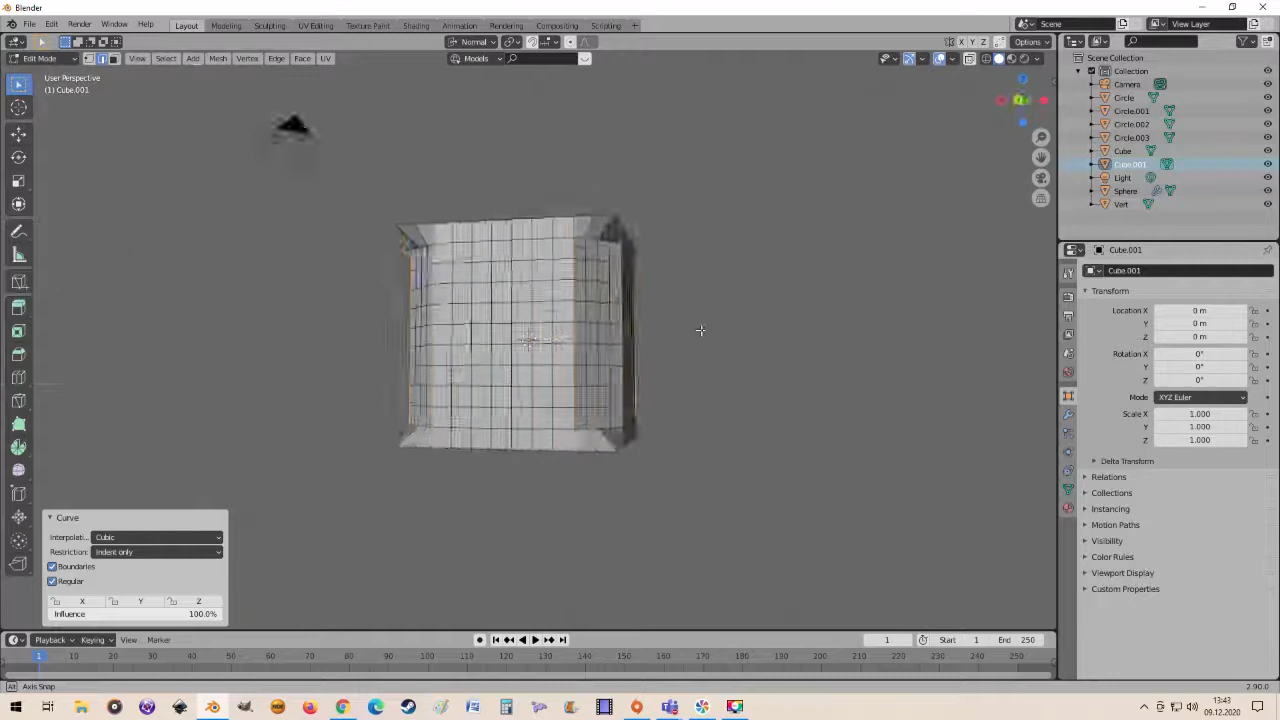 Blender
File Edit Render Window Help Layout Modeling Sculpting UV Editing Texture Paint Shading Animation Rendering Compositing Scripting + Scene View Layer
Normal X Y Z Options
Edit Mode View Select Add Mesh Vertex Edge Face UV Models
User Perspective
(1) Cube.001
Scene Collection
Collection
Camera
Circle
Circle.001
Circle.002
Circle.003
Cube
Cube.001
Light
Sphere
Vert
Cube.001
Cube.001
Transform
Location X 0 m
Y 0 m
Z 0 m
Rotation X 0°
Y 0°
Z 0°
Mode XYZ Euler
Scale X 1.000
Y 1.000
Z 1.000
Delta Transform
Relations
Collections
Instancing
Motion Paths
Visibility
Color Rules
Viewport Display
Custom Properties
Curve
Interpolati.. Cubic
Restriction: Indent only
Boundaries
Regular
X Y Z
Influence 100.0%
Playback Keying View Marker 1 Start 1 End 250
1 10 20 30 40 50 60 70 80 90 100 110 120 130 140 150 160 170 180 190 200 210 220 230 240 250
Alt Axis Snap 2.90.0
13:43
09.12.2020